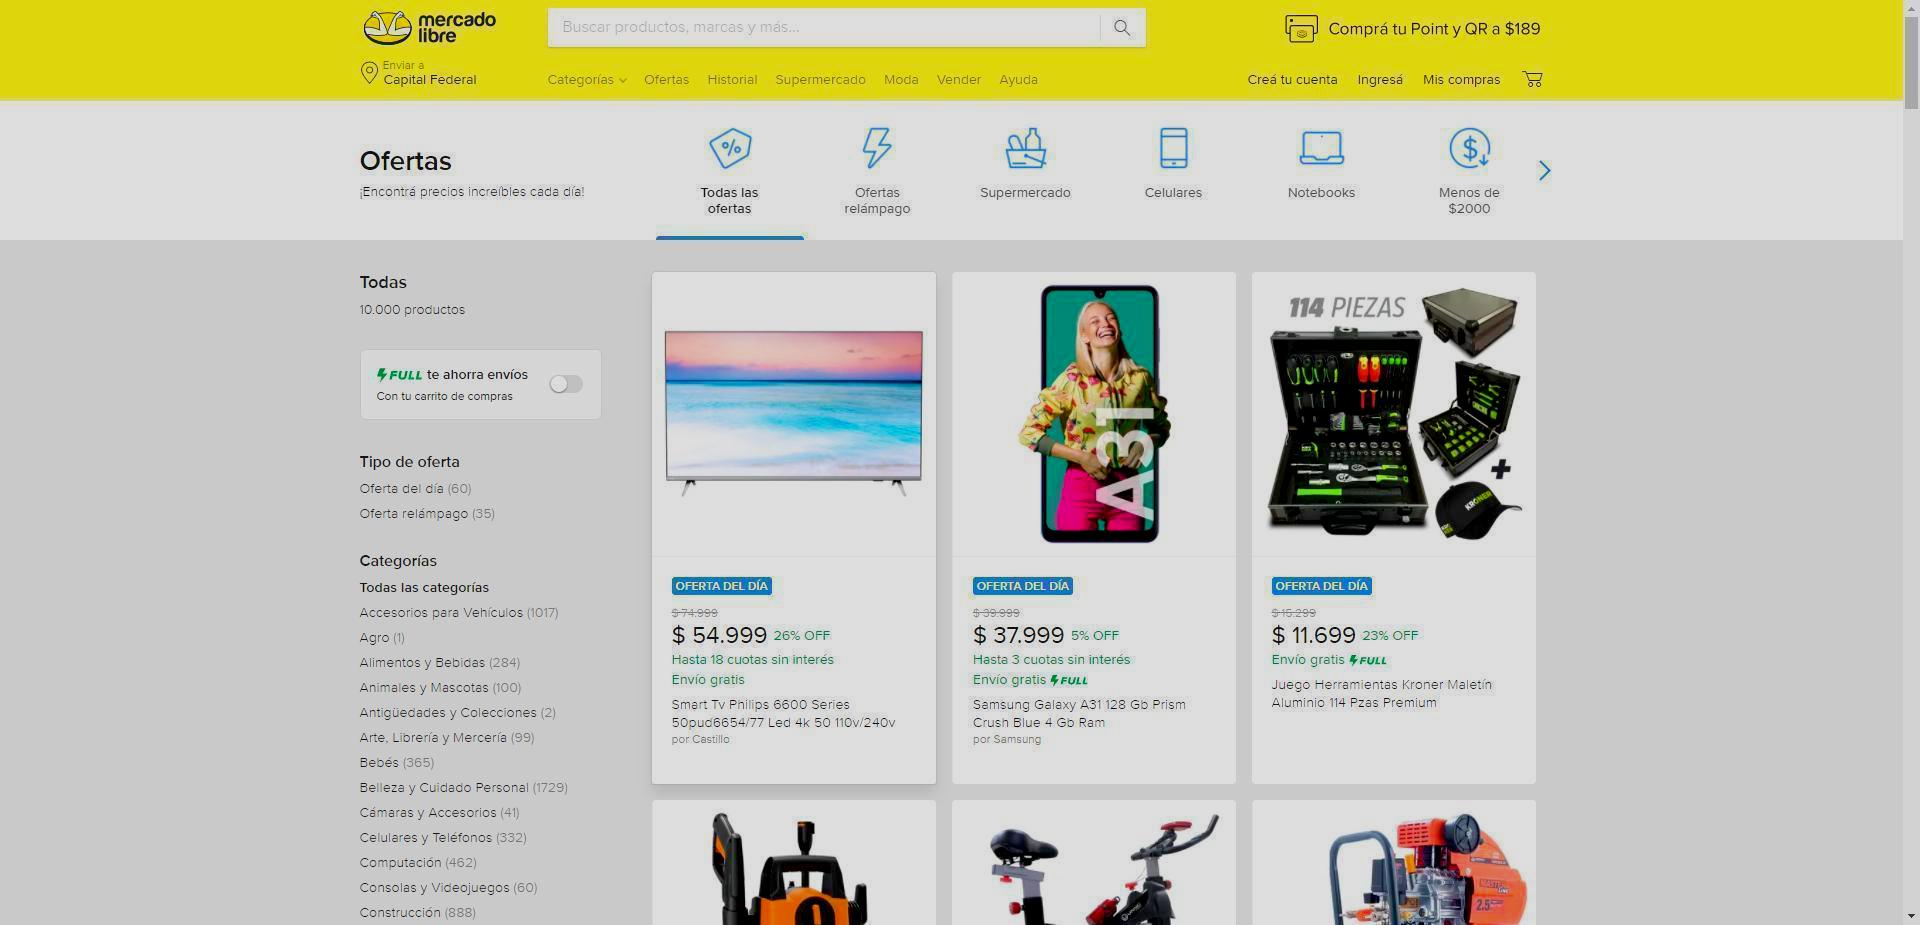 mercado
libre
Buscar productos, marcas y más...
Comprá tu Point y QR a $189
Enviar a
Capital Federal
Categorías
Ofertas
Historial
Supermercado
Moda
Vender
Ayuda
Creá tu cuenta
Ingresá
Mis compras
Ofertas
¡Encontrá precios increíbles cada día!
Todas las
ofertas
Ofertas
relámpago
Supermercado
Celulares
Notebooks
Menos de
$2000
Todas
10.000 productos
FULL te ahorra envíos
Con tu carrito de compras
Tipo de oferta
Oferta del día (60)
Oferta relámpago (35)
Categorías
Todas las categorías
Accesorios para Vehículos (1017)
Agro (1)
Alimentos y Bebidas (284)
Animales y Mascotas (100)
Antigüedades y Colecciones (2)
Arte, Librería y Mercería (99)
Bebés (365)
Belleza y Cuidado Personal (1729)
Cámaras y Accesorios (41)
Celulares y Teléfonos (332)
Computación (462)
Consolas y Videojuegos (60)
Construcción (888)
OFERTA DEL DÍA
$ 74.999
$ 54.999 26% OFF
Hasta 18 cuotas sin interés
Envío gratis
Smart Tv Philips 6600 Series
50pud6654/77 Led 4k 50 110v/240v
por Castillo
A31
OFERTA DEL DÍA
$ 39.999
$ 37.999 5% OFF
Hasta 3 cuotas sin interés
Envío gratis FULL
Samsung Galaxy A31 128 Gb Prism
Crush Blue 4 Gb Ram
por Samsung
114 PIEZAS
KRÖNER
OFERTA DEL DÍA
$ 15.299
$ 11.699 23% OFF
Envío gratis FULL
Juego Herramientas Kroner Maletín
Aluminio 114 Pzas Premium
2.5